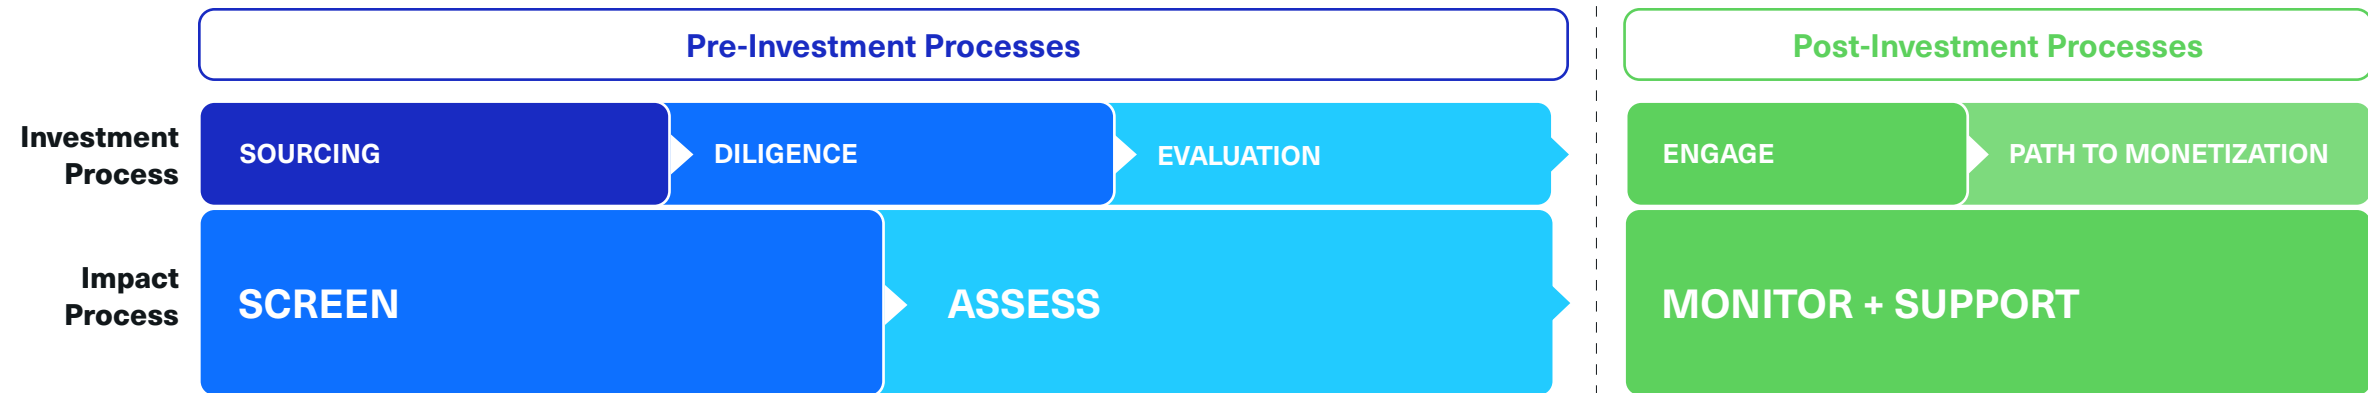 Pre-Investment Processes
Post-Investment Processes
Investment
Process
SOURCING
DILIGENCE
EVALUATION
ENGAGE
PATH TO MONETIZATION
Impact
Process
SCREEN
ASSESS
MONITOR + SUPPORT